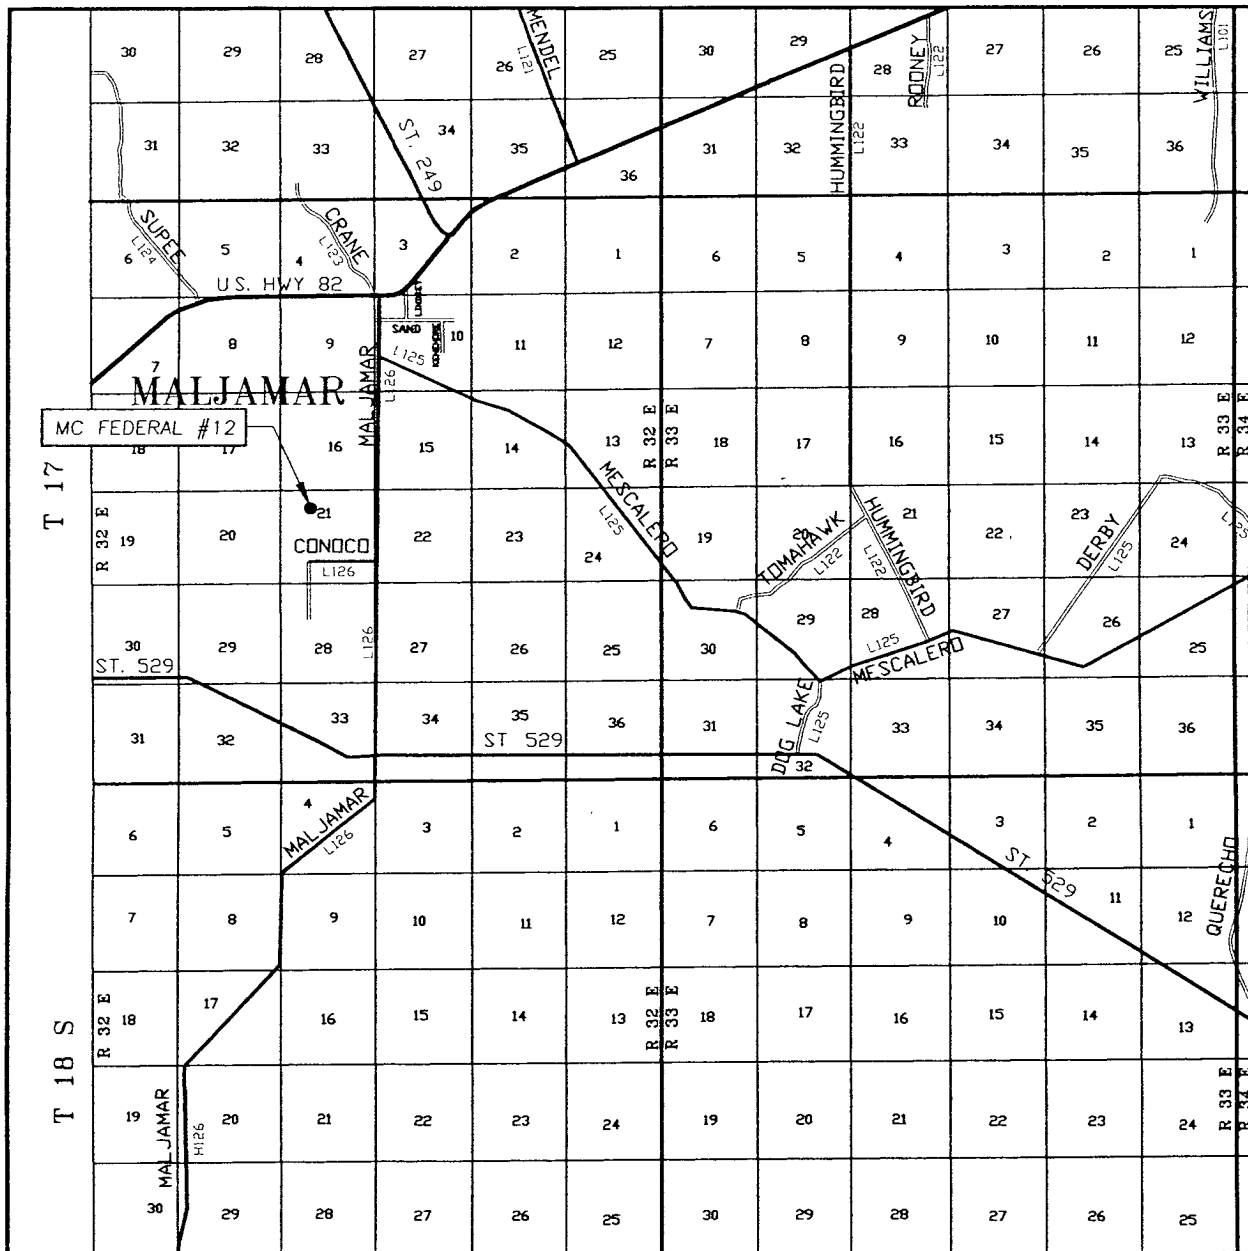 30 29 28 27 26 25 30 29 28 27 26 25
MENDEL
L121
ROONEY
L122
WILLIAMS
L101
31 32 33 34 35 36 31 32 33 34 35 36
ST. 249
HUMMINGBIRD
L122
SUPEE
L124
CRANE
L123
6 5 4 3 2 1 6 5 4 3 2 1
U.S. HWY 82
SAND
7 8 9 10 11 12 7 8 9 10 11 12
L125
MALJAMAR
L126
MALJAMAR
MC FEDERAL #12
T 17
18 17 16 15 14 13 18 17 16 15 14 13
R 32 E
R 33 E
R 33 E
R 34 E
MESCALERO
L125
R 32 E
19 20 21 22 23 24 19 20 21 22 23 24
CONOCO
L126
TOMAHAWK
L122
HUMMINGBIRD
L122
DERBY
L125
L125
30 29 28 27 26 25 30 29 28 27 26 25
L126
ST. 529
L125
MESCALERO
31 32 33 34 35 36 31 32 33 34 35 36
ST 529
DOG LAKE
L125
6 5 4 3 2 1 6 5 4 3 2 1
MALJAMAR
L126
ST. 529
QUERECHO
7 8 9 10 11 12 7 8 9 10 11 12
T 18 S
R 32 E
18 17 16 15 14 13 18 17 16 15 14 13
R 32 E
R 33 E
R 33 E
R 34 E
19 20 21 22 23 24 19 20 21 22 23 24
MALJAMAR
H126
30 29 28 27 26 25 30 29 28 27 26 25